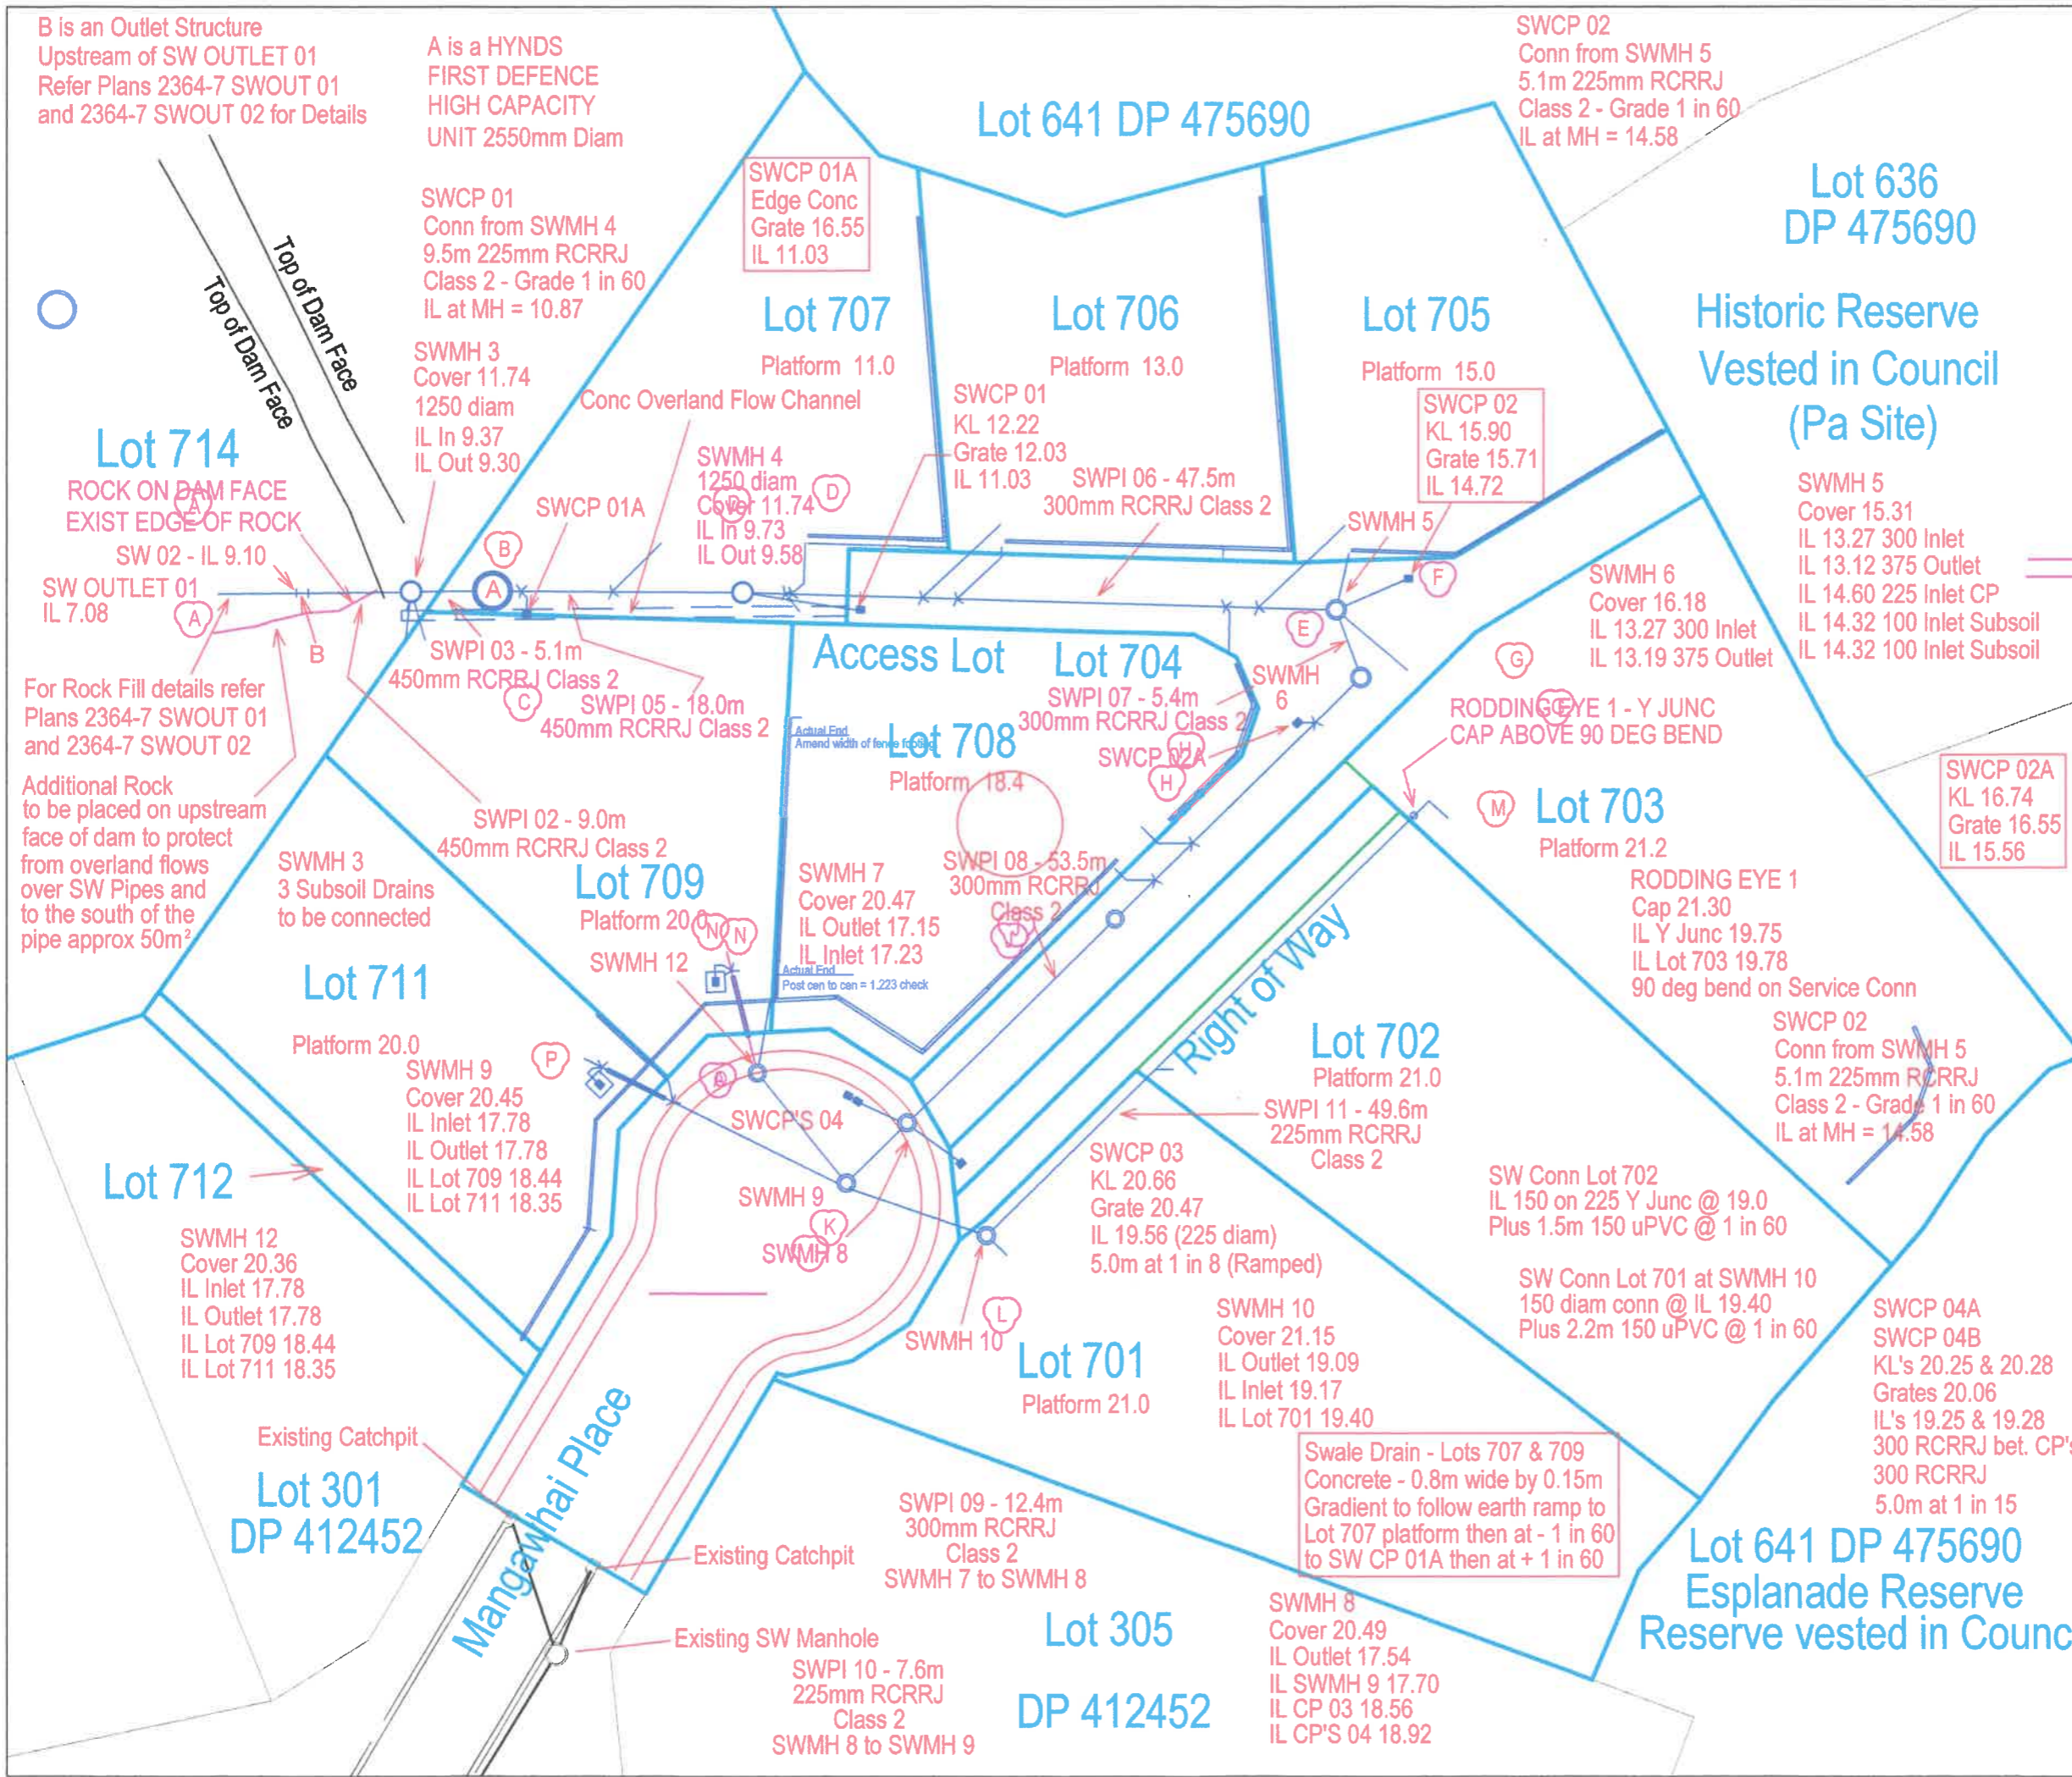 B is an Outlet Structure
Upstream of SW OUTLET 01
Refer Plans 2364-7 SWOUT 01
and 2364-7 SWOUT 02 for Details
A is a HYNDS
FIRST DEFENCE
HIGH CAPACITY
UNIT 2550mm Diam
SWCP 01
Conn from SWMH 4
9.5m 225mm RCRRJ
Class 2 - Grade 1 in 60
IL at MH = 10.87
SWCP 01A
Edge Conc
Grate 16.55
IL 11.03
Lot 641 DP 475690
SWCP 02
Conn from SWMH 5
5.1m 225mm RCRRJ
Class 2 - Grade 1 in 60
IL at MH = 14.58
Lot 636
DP 475690
Historic Reserve
Vested in Council
(Pa Site)
Top of Dam Face
Top of Dam Face
SWMH 3
Cover 11.74
1250 diam
IL In 9.37
IL Out 9.30
Lot 707
Platform 11.0
Lot 706
Platform 13.0
Lot 705
Platform 15.0
Conc Overland Flow Channel
SWCP 01
KL 12.22
Grate 12.03
IL 11.03
SWCP 02
KL 15.90
Grate 15.71
IL 14.72
Lot 714
ROCK ON DAM FACE
A
EXIST EDGE OF ROCK
SW 02 - IL 9.10
SW OUTLET 01
IL 7.08
A
B
SWCP 01A
B
A
SWMH 4
1250 diam
Cover 11.74
IL In 9.73
IL Out 9.58
D
D
SWPI 06 - 47.5m
300mm RCRRJ Class 2
SWMH 5
F
E
SWMH 5
Cover 15.31
IL 13.27 300 Inlet
IL 13.12 375 Outlet
IL 14.60 225 Inlet CP
IL 14.32 100 Inlet Subsoil
IL 14.32 100 Inlet Subsoil
SWMH 6
Cover 16.18
IL 13.27 300 Inlet
IL 13.19 375 Outlet
For Rock Fill details refer
Plans 2364-7 SWOUT 01
and 2364-7 SWOUT 02
SWPI 03 - 5.1m
450mm RCRRJ Class 2
C
SWPI 05 - 18.0m
450mm RCRRJ Class 2
Access Lot
Lot 704
SWPI 07 - 5.4m
300mm RCRRJ Class 2
SWMH
6
G
G
RODDING EYE 1 - Y JUNC
CAP ABOVE 90 DEG BEND
Actual End
Amend width of fence footing
Lot 708
Platform 18.4
SWCP 02A
H
H
Additional Rock
to be placed on upstream
face of dam to protect
from overland flows
over SW Pipes and
to the south of the
pipe approx 50m²
SWPI 02 - 9.0m
450mm RCRRJ Class 2
SWMH 3
3 Subsoil Drains
to be connected
Lot 709
Platform 20.0
N
N
SWMH 12
SWMH 7
Cover 20.47
IL Outlet 17.15
IL Inlet 17.23
Actual End
Post cen to cen = 1.223 check
SWPI 08 - 53.5m
300mm RCRRJ
Class 2
J
M
Lot 703
Platform 21.2
SWCP 02A
KL 16.74
Grate 16.55
IL 15.56
RODDING EYE 1
Cap 21.30
IL Y Junc 19.75
IL Lot 703 19.78
90 deg bend on Service Conn
Right of Way
Lot 711
Platform 20.0
SWMH 9
Cover 20.45
IL Inlet 17.78
IL Outlet 17.78
IL Lot 709 18.44
IL Lot 711 18.35
P
SWCP'S 04
Lot 702
Platform 21.0
SWPI 11 - 49.6m
225mm RCRRJ
Class 2
SWCP 02
Conn from SWMH 5
5.1m 225mm RCRRJ
Class 2 - Grade 1 in 60
IL at MH = 14.58
Lot 712
SWMH 12
Cover 20.36
IL Inlet 17.78
IL Outlet 17.78
IL Lot 709 18.44
IL Lot 711 18.35
SWMH 9
K
SWMH 8
SWCP 03
KL 20.66
Grate 20.47
IL 19.56 (225 diam)
5.0m at 1 in 8 (Ramped)
SW Conn Lot 702
IL 150 on 225 Y Junc @ 19.0
Plus 1.5m 150 uPVC @ 1 in 60
SW Conn Lot 701 at SWMH 10
150 diam conn @ IL 19.40
Plus 2.2m 150 uPVC @ 1 in 60
L
SWMH 10
Lot 701
Platform 21.0
SWMH 10
Cover 21.15
IL Outlet 19.09
IL Inlet 19.17
IL Lot 701 19.40
SWCP 04A
SWCP 04B
KL's 20.25 & 20.28
Grates 20.06
IL's 19.25 & 19.28
300 RCRRJ bet. CP's
300 RCRRJ
5.0m at 1 in 15
Existing Catchpit
Lot 301
DP 412452
Mangawhai Place
SWPI 09 - 12.4m
300mm RCRRJ
Class 2
SWMH 7 to SWMH 8
Existing Catchpit
Swale Drain - Lots 707 & 709
Concrete - 0.8m wide by 0.15m
Gradient to follow earth ramp to
Lot 707 platform then at - 1 in 60
to SW CP 01A then at + 1 in 60
Lot 641 DP 475690
Esplanade Reserve
Reserve vested in Counc
Existing SW Manhole
SWPI 10 - 7.6m
225mm RCRRJ
Class 2
SWMH 8 to SWMH 9
Lot 305
DP 412452
SWMH 8
Cover 20.49
IL Outlet 17.54
IL SWMH 9 17.70
IL CP 03 18.56
IL CP'S 04 18.92